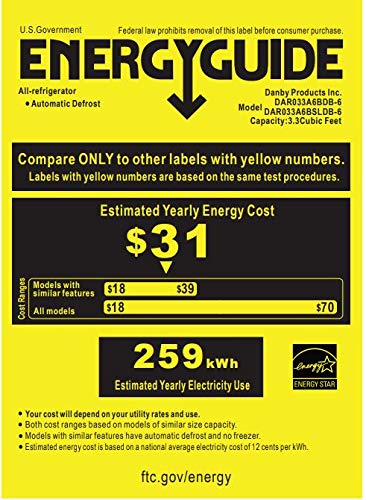 U.S.Government
Federal law prohibits removal of this label before consumer purchase.
ENERGYGUIDE
All-refrigerator
• Automatic Defrost
Danby Products Inc.
Model DAR033A6BDB-6
DAR033A6BSLDB-6
Capacity:3.3Cubic Feet
Compare ONLY to other labels with yellow numbers.
Labels with yellow numbers are based on the same test procedures.
Estimated Yearly Energy Cost
$31
Cost Ranges
Models with similar features $18 $39
All models $18 $70
259 kWh
Estimated Yearly Electricity Use
energy
ENERGY STAR
• Your cost will depend on your utility rates and use.
• Both cost ranges based on models of similar size capacity.
• Models with similar features have automatic defrost and no freezer.
• Estimated energy cost is based on a national average electricity cost of 12 cents per kWh.
ftc.gov/energy